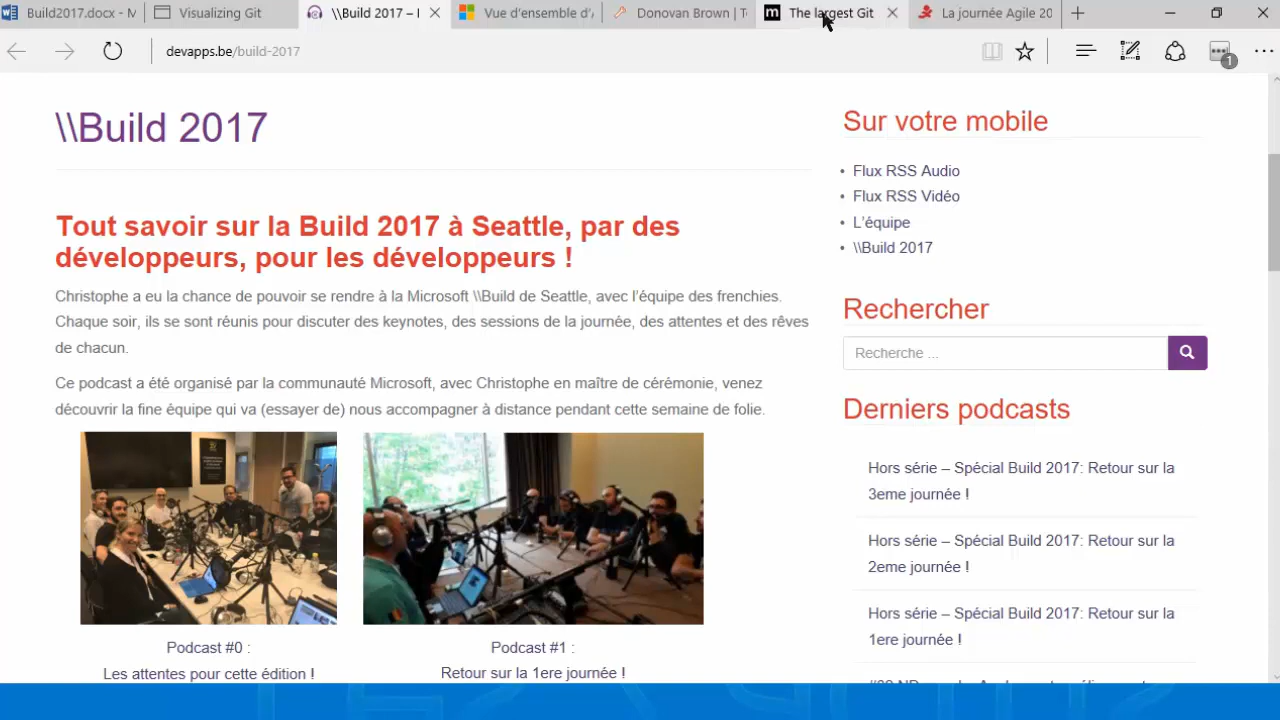 Build2017.docx - M
Visualizing Git
\\Build 2017 – I
Vue d'ensemble d'
Donovan Brown | T
m The largest Git
La journée Agile 20
devapps.be/build-2017
1
\\Build 2017
Tout savoir sur la Build 2017 à Seattle, par des
développeurs, pour les développeurs !
Christophe a eu la chance de pouvoir se rendre à la Microsoft \\Build de Seattle, avec l'équipe des frenchies.
Chaque soir, ils se sont réunis pour discuter des keynotes, des sessions de la journée, des attentes et des rêves
de chacun.
Ce podcast a été organisé par la communauté Microsoft, avec Christophe en maître de cérémonie, venez
découvrir la fine équipe qui va (essayer de) nous accompagner à distance pendant cette semaine de folie.
Podcast #0 :
Les attentes pour cette édition !
Podcast #1 :
Retour sur la 1ere journée !
Sur votre mobile
• Flux RSS Audio
• Flux RSS Vidéo
• L'équipe
• \\Build 2017
Rechercher
Recherche ...
Derniers podcasts
Hors série – Spécial Build 2017: Retour sur la
3eme journée !
Hors série – Spécial Build 2017: Retour sur la
2eme journée !
Hors série – Spécial Build 2017: Retour sur la
1ere journée !